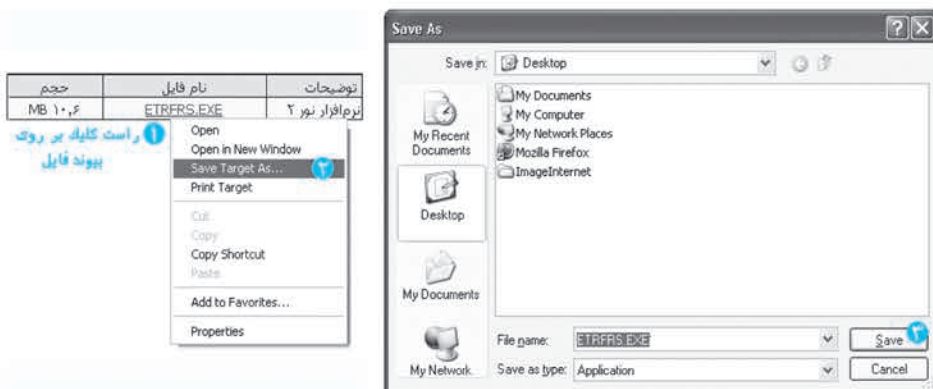 توضیحات نام فایل حجم
نرم‌افزار نور ۲ ETRFRS.EXE ۱۰,۶ MB
۱ راست کلیک بر روی
پیوند فایل
Open
Open in New Window
Save Target As... ۲
Print Target
Cut
Copy
Copy Shortcut
Paste
Add to Favorites...
Properties
Save As
Save in: Desktop
My Recent
Documents
Desktop
My Documents
My Network
My Documents
My Computer
My Network Places
Mozilla Firefox
ImageInternet
File name: ETRFRS.EXE Save ۳
Save as type: Application Cancel